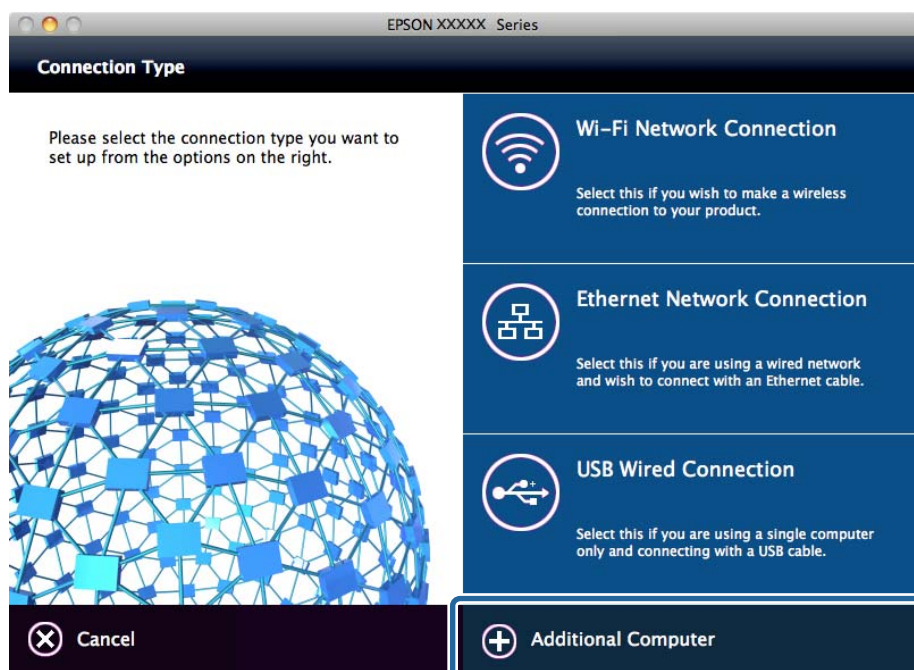 EPSON XXXXX Series
Connection Type
Please select the connection type you want to
set up from the options on the right.
Wi-Fi Network Connection
Select this if you wish to make a wireless
connection to your product.
Ethernet Network Connection
Select this if you are using a wired network
and wish to connect with an Ethernet cable.
USB Wired Connection
Select this if you are using a single computer
only and connecting with a USB cable.
Cancel
Additional Computer